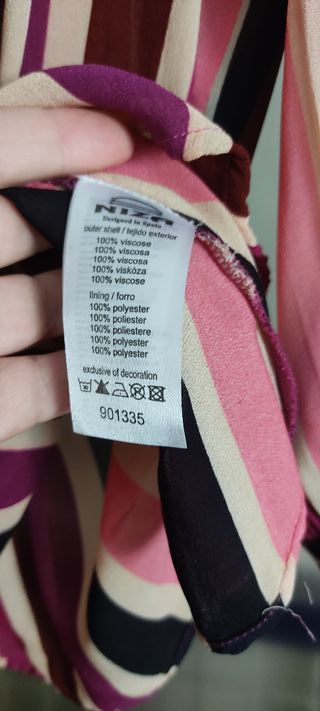 NIZA
Designed in Spain
outer shell / tejido exterior
100% viscose
100% viscosa
100% viscosa
100% viskóza
100% viscose
lining / forro
100% polyester
100% poliester
100% poliestere
100% polyester
100% polyester
exclusive of decoration
901335